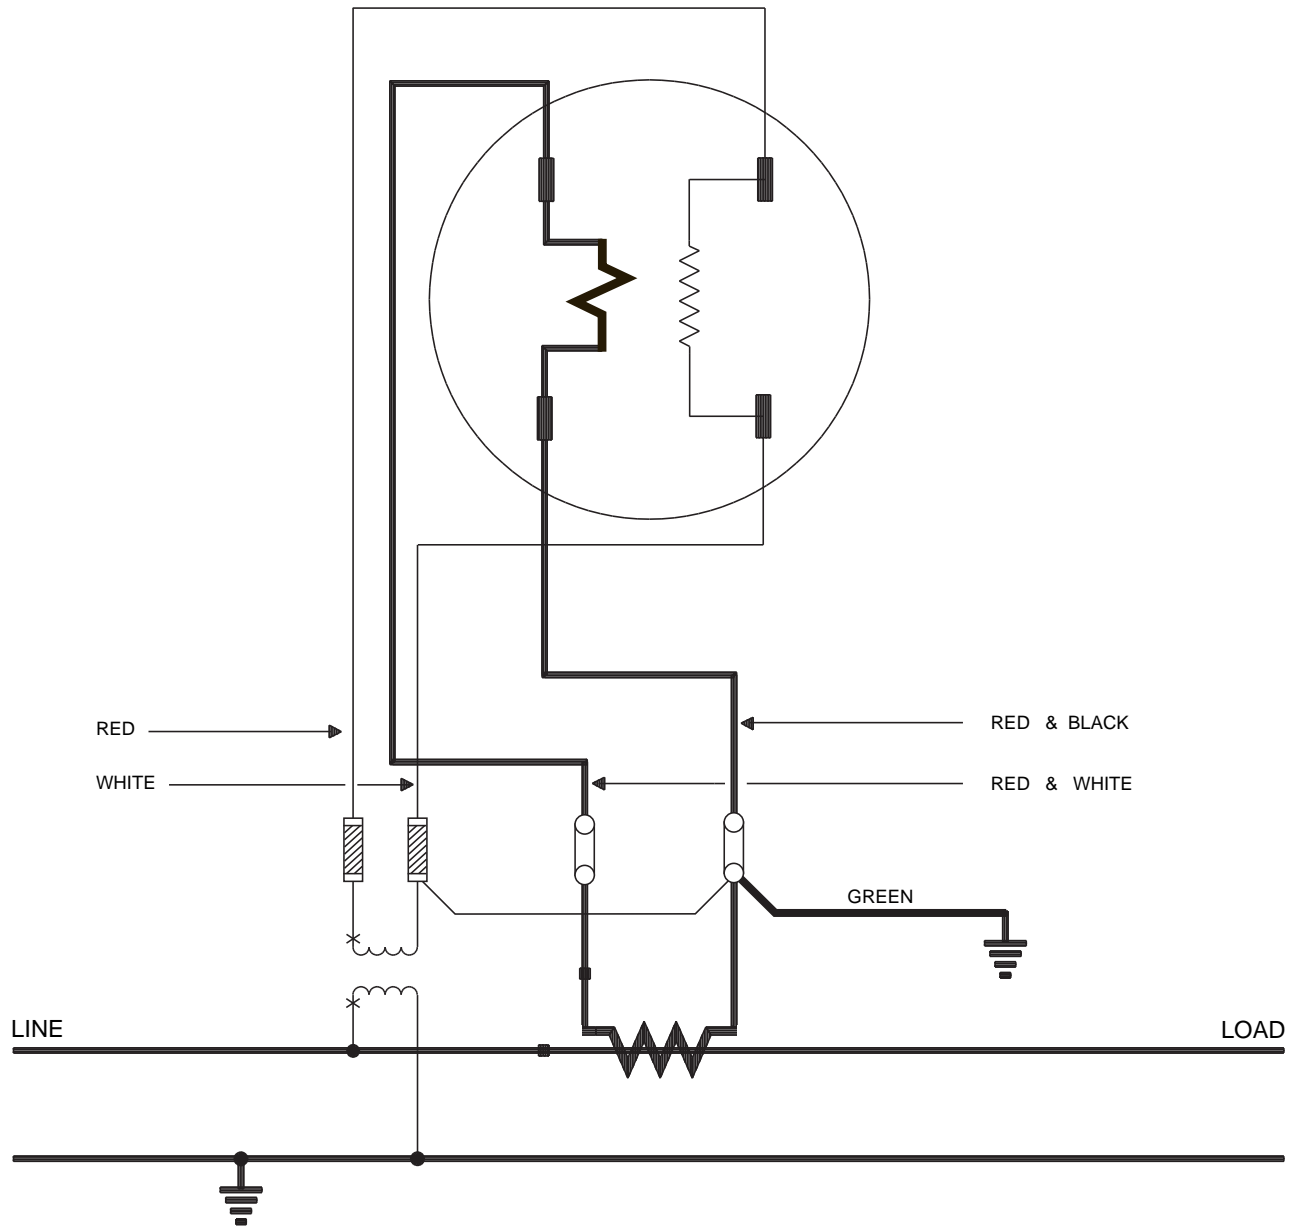 RED
RED & BLACK
WHITE
RED & WHITE
GREEN
LINE
LOAD